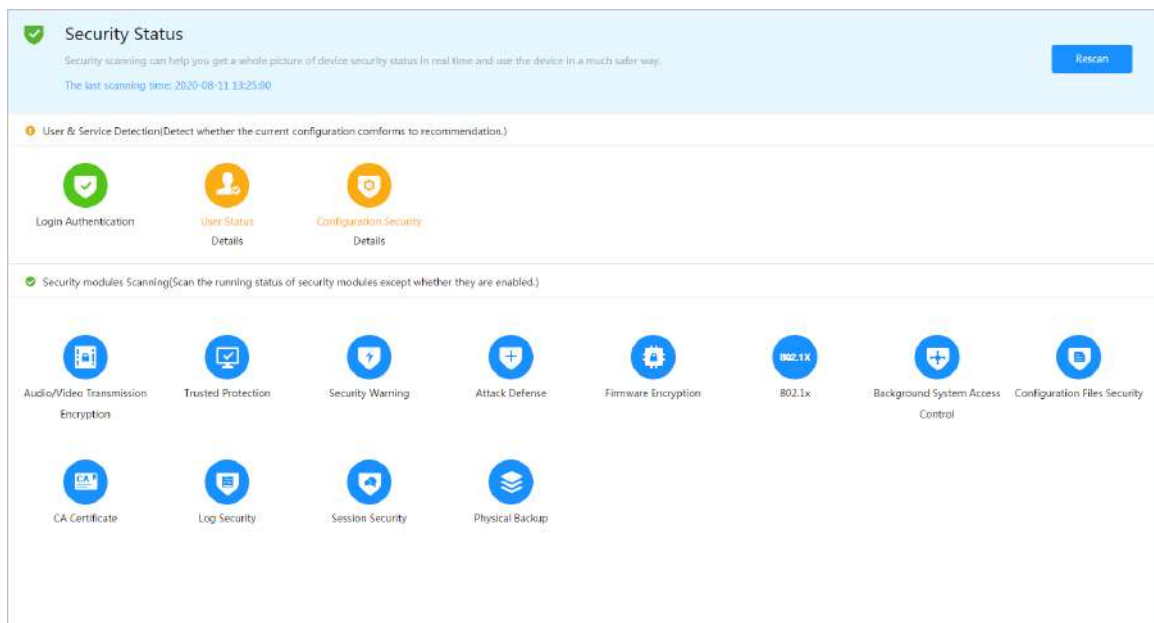 Security Status
Security scanning can help you get a whole picture of device security status in real time and use the device in a much safer way.
The last scanning time: 2020-08-11 13:25:00
Rescan
User & Service Detection(Detect whether the current configuration comforms to recommendation.)
Login Authentication
User Status
Configuration Security
Details
Details
Security modules Scanning(Scan the running status of security modules except whether they are enabled.)
802.1X
Audio/Video Transmission
Encryption
Trusted Protection
Security Warning
Attack Defense
Firmware Encryption
802.1x
Background System Access
Control
Configuration Files Security
CA
CA Certificate
Log Security
Session Security
Physical Backup